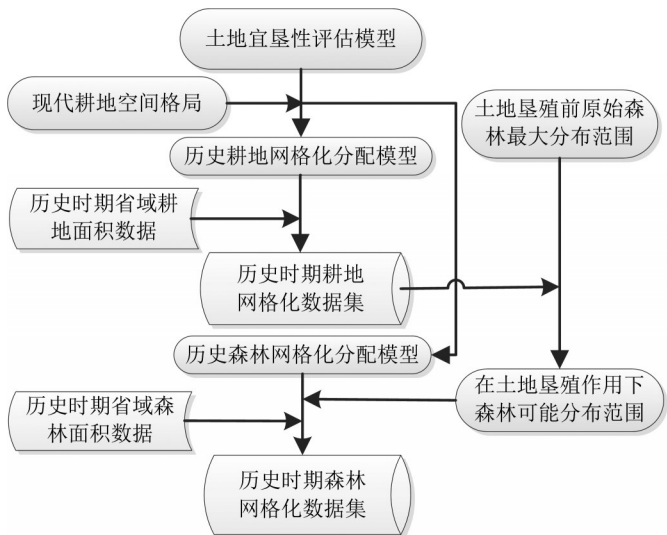 土地宜垦性评估模型
现代耕地空间格局
土地垦殖前原始森
林最大分布范围
历史耕地网格化分配模型
历史时期省域耕
地面积数据
历史时期耕地
网格化数据集
历史森林网格化分配模型
在土地垦殖作用下
森林可能分布范围
历史时期省域森
林面积数据
历史时期森林
网格化数据集